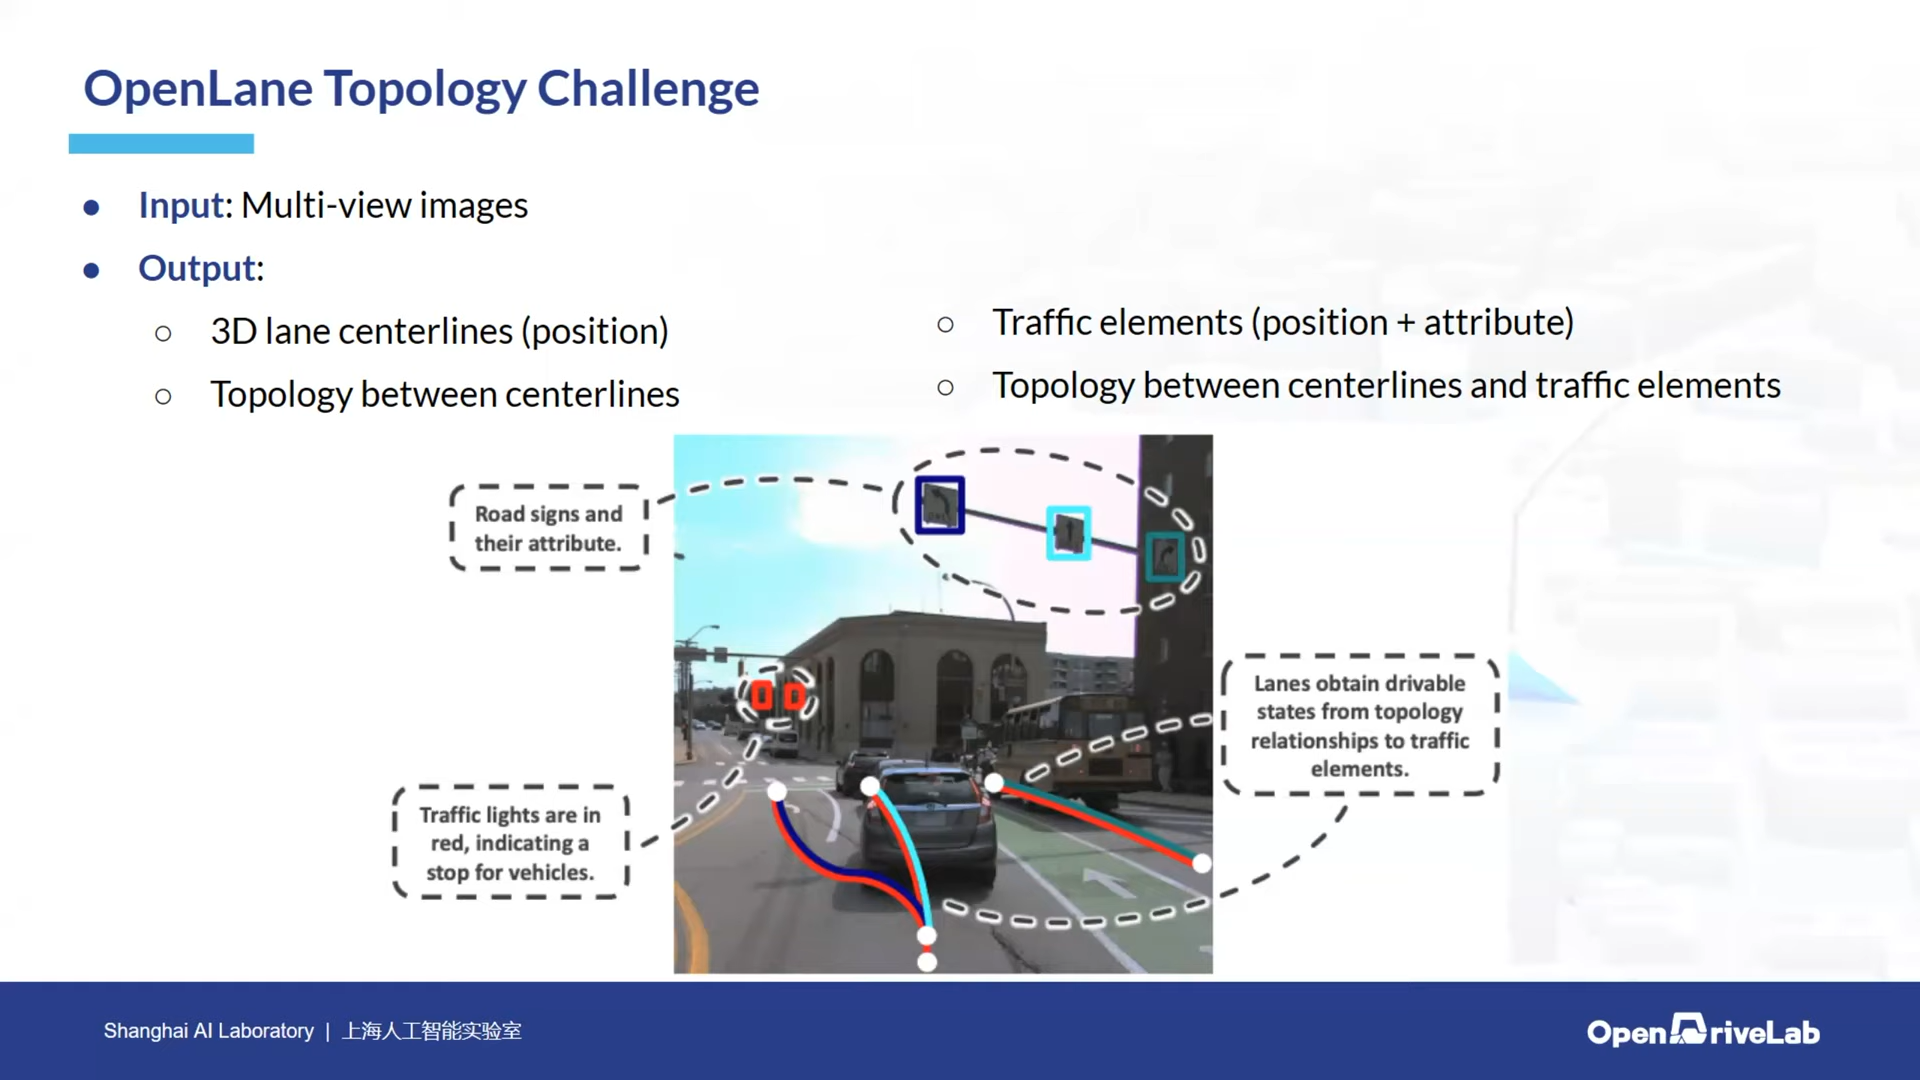 OpenLane Topology Challenge
● Input: Multi-view images
● Output:
○ 3D lane centerlines (position)
○ Topology between centerlines
○ Traffic elements (position + attribute)
○ Topology between centerlines and traffic elements
Road signs and
their attribute.
Lanes obtain drivable
states from topology
relationships to traffic
elements.
Traffic lights are in
red, indicating a
stop for vehicles.
Shanghai AI Laboratory | 上海人工智能实验室
OpenDriveLab